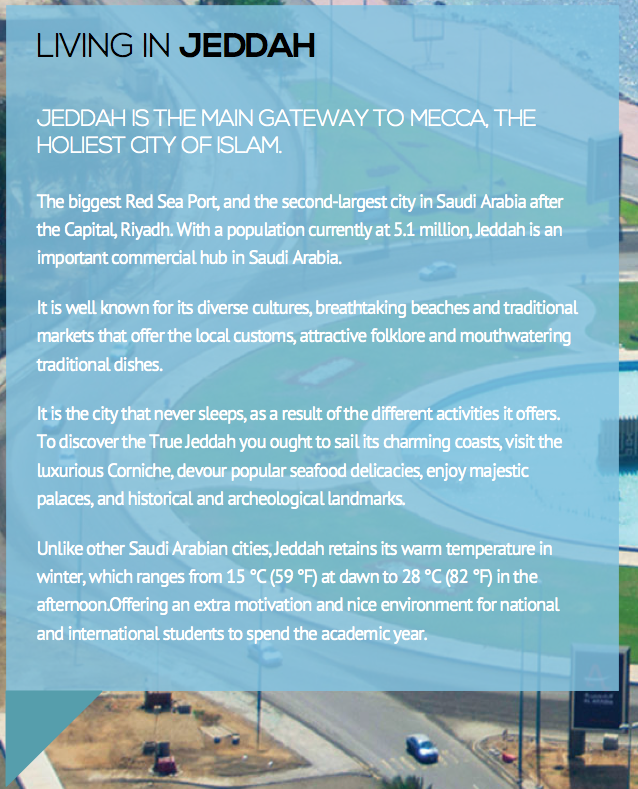 LIVING IN JEDDAH
JEDDAH IS THE MAIN GATEWAY TO MECCA, THE
HOLIEST CITY OF ISLAM.
The biggest Red Sea Port, and the second-largest city in Saudi Arabia after
the Capital, Riyadh. With a population currently at 5.1 million, Jeddah is an
important commercial hub in Saudi Arabia.
It is well known for its diverse cultures, breathtaking beaches and traditional
markets that offer the local customs, attractive folklore and mouthwatering
traditional dishes.
It is the city that never sleeps, as a result of the different activities it offers.
To discover the True Jeddah you ought to sail its charming coasts, visit the
luxurious Corniche, devour popular seafood delicacies, enjoy majestic
palaces, and historical and archeological landmarks.
Unlike other Saudi Arabian cities, Jeddah retains its warm temperature in
winter, which ranges from 15 °C (59 °F) at dawn to 28 °C (82 °F) in the
afternoon.Offering an extra motivation and nice environment for national
and international students to spend the academic year.